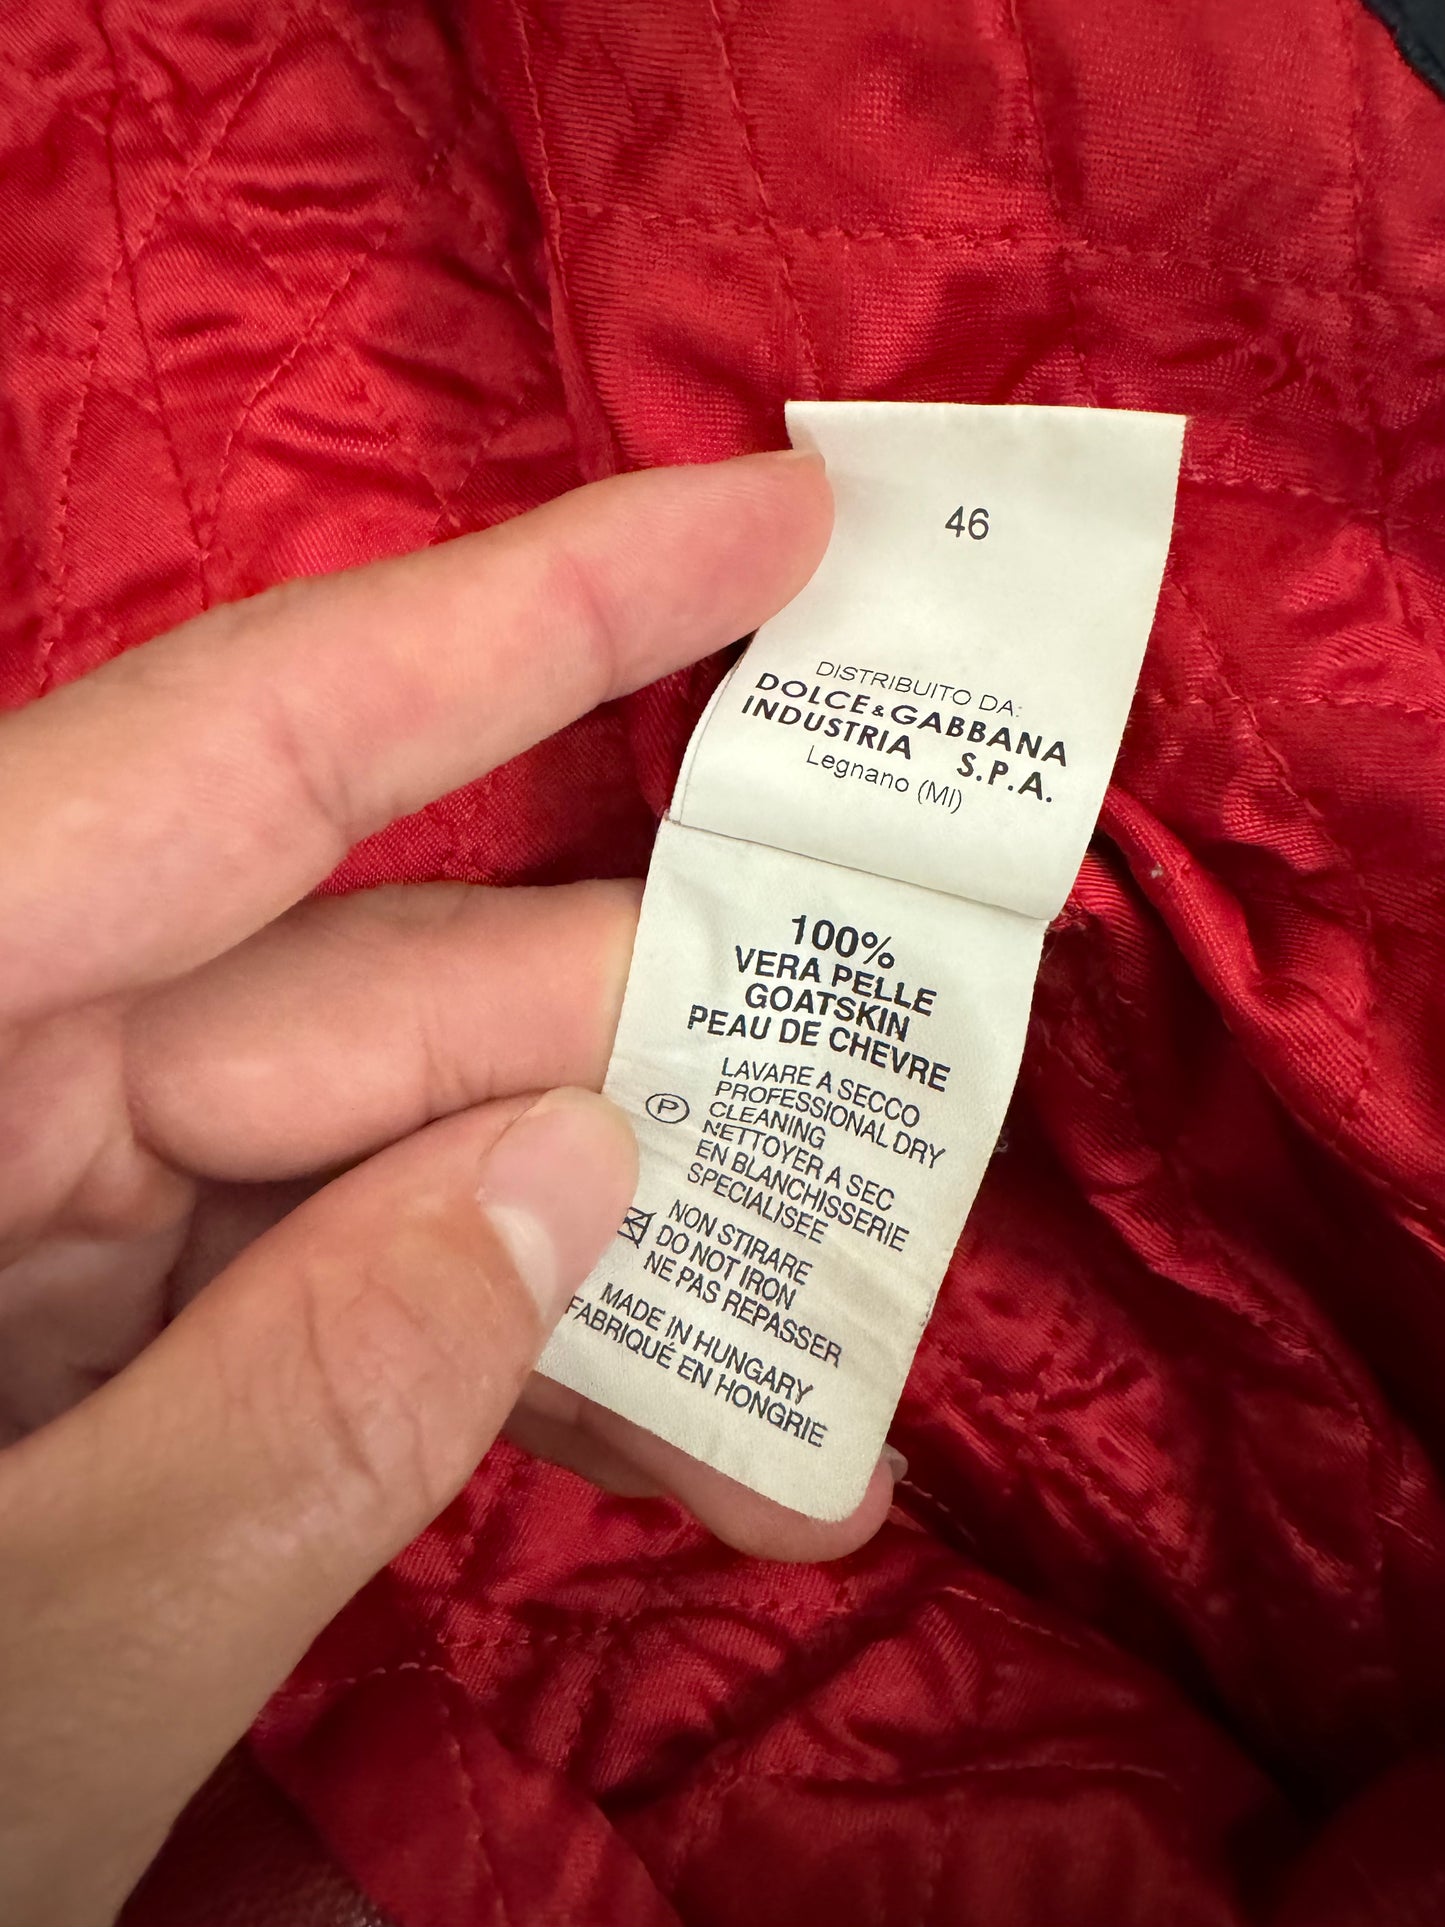 46
DISTRIBUITO DA:
DOLCE&GABBANA
INDUSTRIA S.P.A.
Legnano (MI)
100%
VERA PELLE
GOATSKIN
PEAU DE CHEVRE
LAVARE A SECCO
PROFESSIONAL DRY
CLEANING
NETTOYER A SEC
EN BLANCHISSERIE
SPECIALISEE
P
NON STIRARE
DO NOT IRON
NE PAS REPASSER
MADE IN HUNGARY
FABRIQUÉ EN HONGRIE